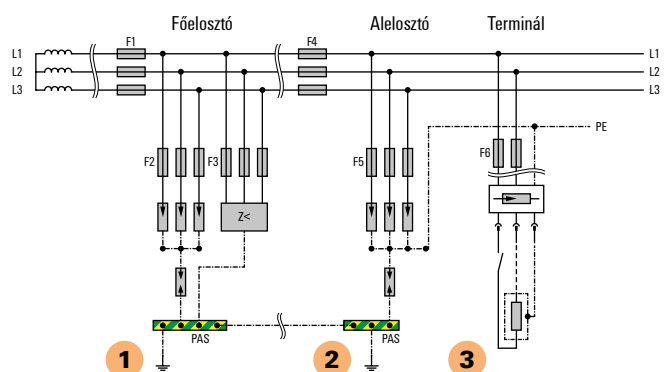 Főelosztó Alelosztó Terminál
F1 F4
L1 L1
L2 L2
L3 L3
PE
F2 F3 F5 F6
Z<
PAS PAS
1 2 3